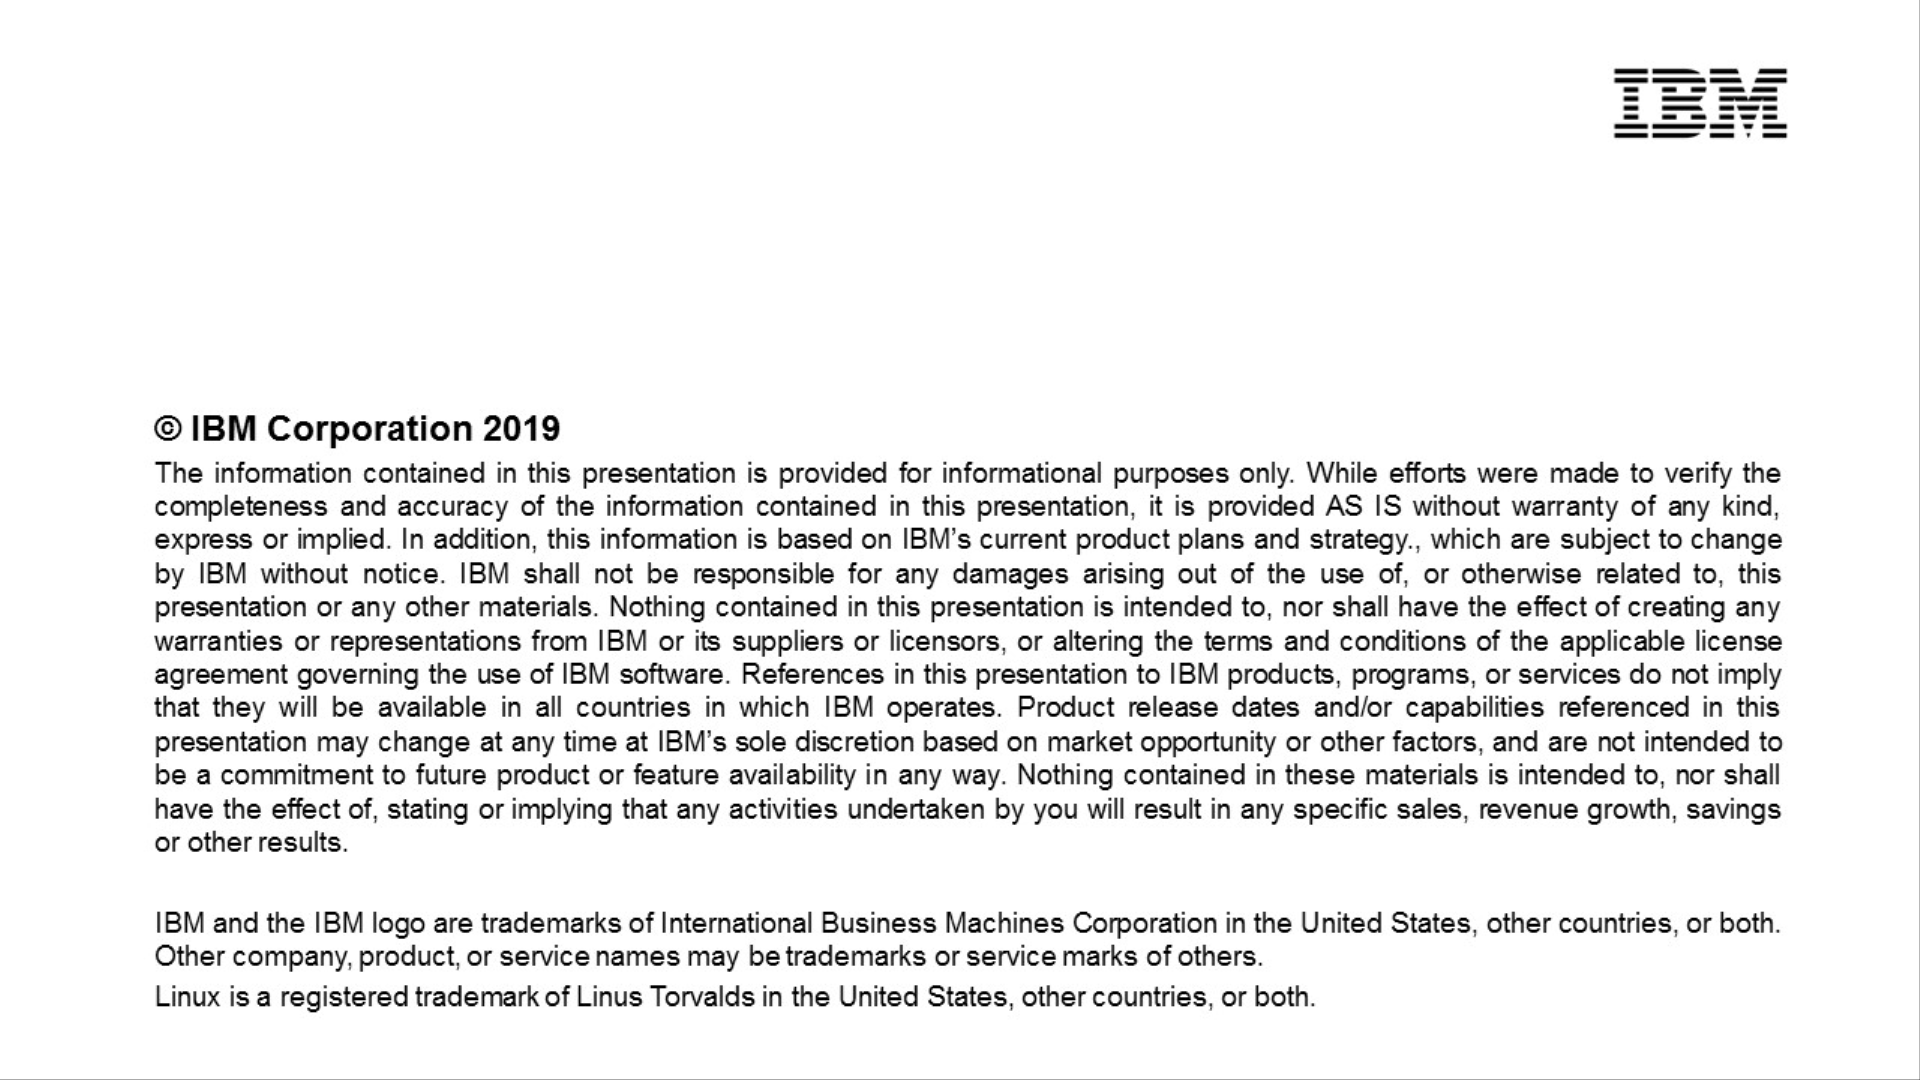 IBM
© IBM Corporation 2019
The information contained in this presentation is provided for informational purposes only. While efforts were made to verify the
completeness and accuracy of the information contained in this presentation, it is provided AS IS without warranty of any kind,
express or implied. In addition, this information is based on IBM’s current product plans and strategy., which are subject to change
by IBM without notice. IBM shall not be responsible for any damages arising out of the use of, or otherwise related to, this
presentation or any other materials. Nothing contained in this presentation is intended to, nor shall have the effect of creating any
warranties or representations from IBM or its suppliers or licensors, or altering the terms and conditions of the applicable license
agreement governing the use of IBM software. References in this presentation to IBM products, programs, or services do not imply
that they will be available in all countries in which IBM operates. Product release dates and/or capabilities referenced in this
presentation may change at any time at IBM’s sole discretion based on market opportunity or other factors, and are not intended to
be a commitment to future product or feature availability in any way. Nothing contained in these materials is intended to, nor shall
have the effect of, stating or implying that any activities undertaken by you will result in any specific sales, revenue growth, savings
or other results.
IBM and the IBM logo are trademarks of International Business Machines Corporation in the United States, other countries, or both.
Other company, product, or service names may be trademarks or service marks of others.
Linux is a registered trademark of Linus Torvalds in the United States, other countries, or both.